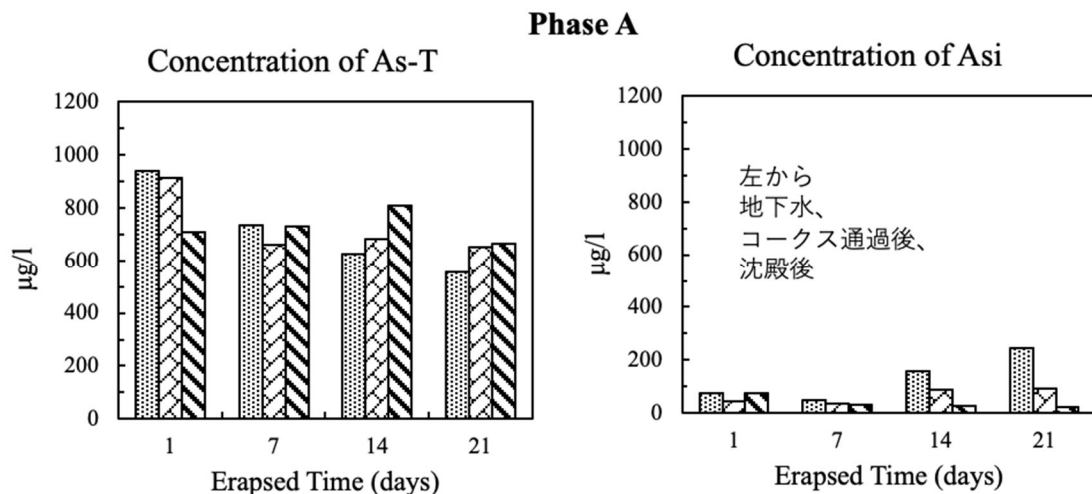 Phase A
Concentration of As-T
1200
1000
800
600
400
200
0
µg/l
1 7 14 21
Erapsed Time (days)
Concentration of Asi
1200
1000
800
600
400
200
0
µg/l
左から
地下水、
コークス通過後、
沈殿後
1 7 14 21
Erapsed Time (days)